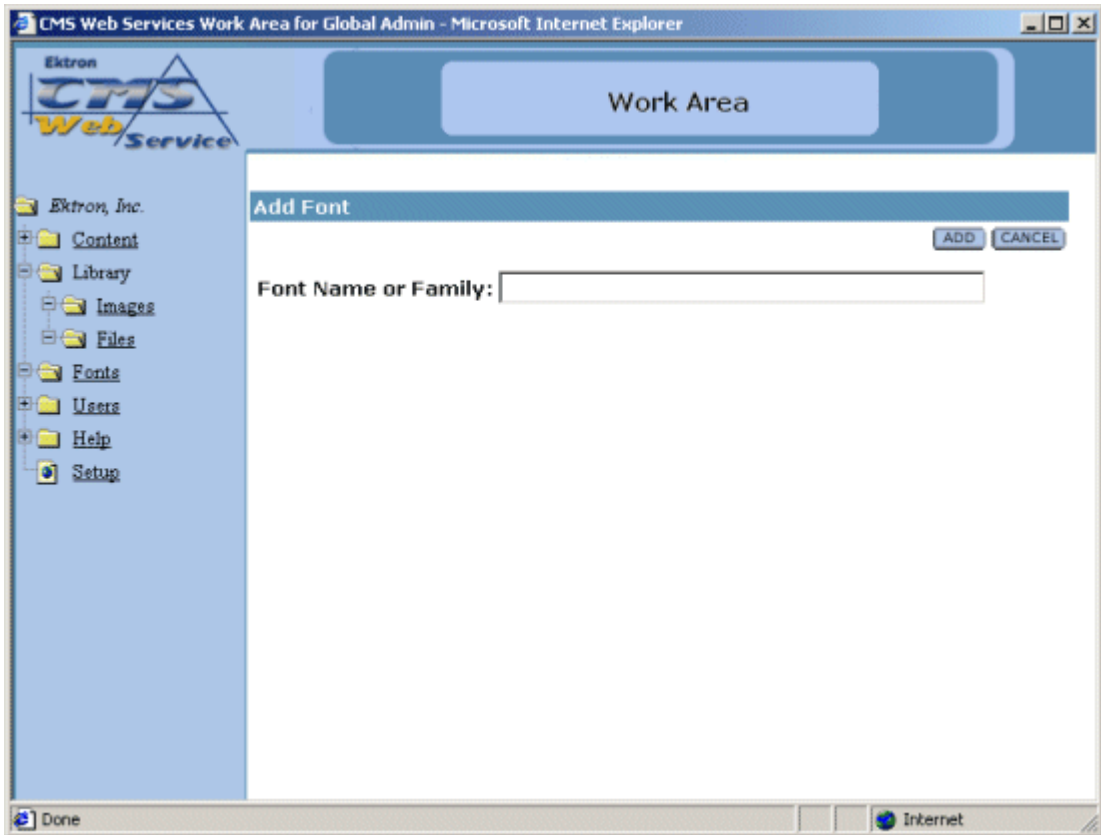 CMS Web Services Work Area for Global Admin - Microsoft Internet Explorer
Ektron
CMS
Web
Service
Work Area
Ektron, Inc.
Content
Library
Images
Files
Fonts
Users
Help
Setup
Add Font
ADD CANCEL
Font Name or Family:
Done
Internet